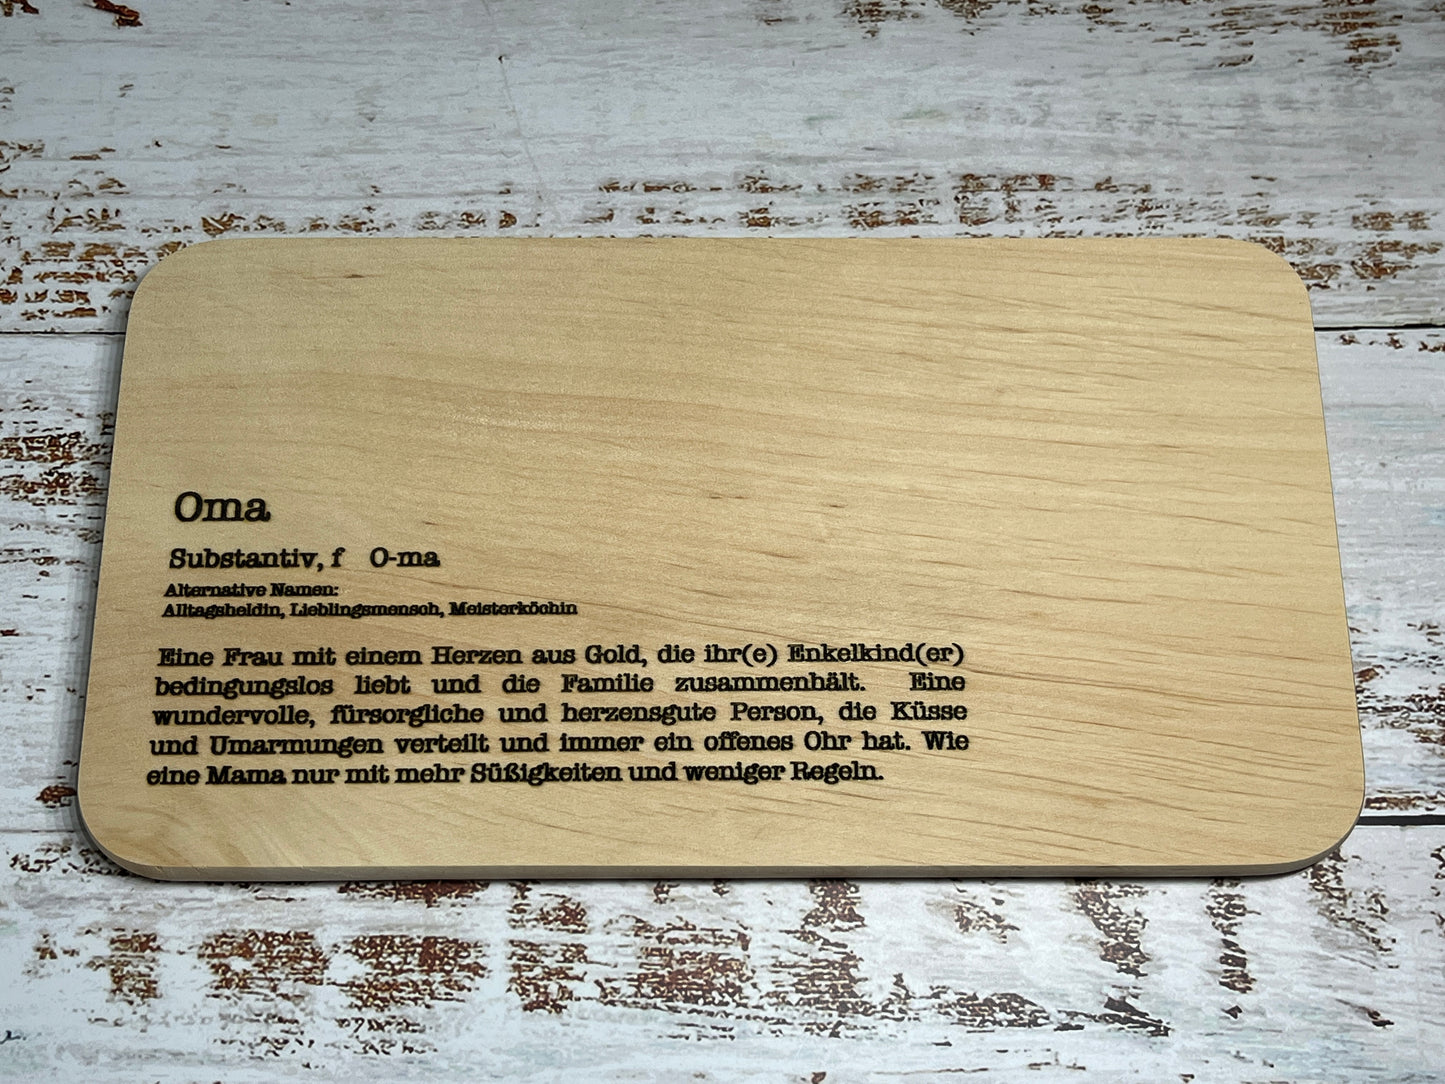 Oma
Substantiv, f O-ma
Alternative Namen:
Alltagsheldin, Lieblingsmensch, Meisterköchin
Eine Frau mit einem Herzen aus Gold, die ihr(e) Enkelkind(er)
bedingungslos liebt und die Familie zusammenhält. Eine
wundervolle, fürsorgliche und herzensgute Person, die Küsse
und Umarmungen verteilt und immer ein offenes Ohr hat. Wie
eine Mama nur mit mehr Süßigkeiten und weniger Regeln.